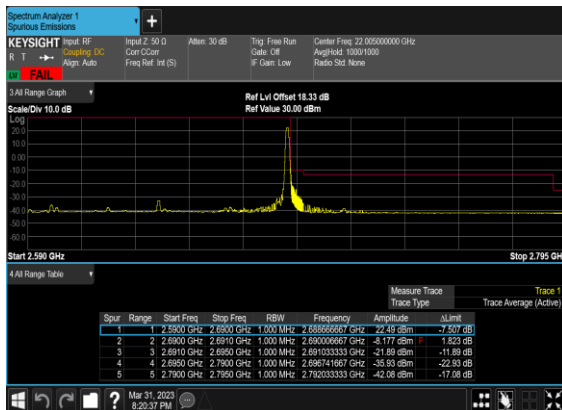 Spectrum Analyzer 1
Spurious Emissions
KEYSIGHT Input: RF Input Z: 50 Ω Atten: 30 dB Trig: Free Run Center Freq: 22.005000000 GHz
R T Coupling: DC Corr CCorr Gate: Off Avg|Hold: 1000/1000
Align: Auto Freq Ref: Int (S) IF Gain: Low Radio Std: None
FAIL
3 All Range Graph
Ref Lvl Offset 18.33 dB
Scale/Div 10.0 dB Ref Value 30.00 dBm
Log
20.0
10.0
0.00
-10.0
-20.0
-30.0
-40.0
-50.0
-60.0
Start 2.590 GHz Stop 2.795 GH
4 All Range Table
Measure Trace Trace 1
Trace Type Trace Average (Active)
Spur Range Start Freq Stop Freq RBW Frequency Amplitude ΔLimit
1 1 2.5900 GHz 2.6900 GHz 1.000 MHz 2.688666667 GHz 22.49 dBm -7.507 dB
2 2 2.6900 GHz 2.6910 GHz 1.000 MHz 2.690006667 GHz -8.177 dBm F 1.823 dB
3 3 2.6910 GHz 2.6950 GHz 1.000 MHz 2.691033333 GHz -21.89 dBm -11.89 dB
4 4 2.6950 GHz 2.7900 GHz 1.000 MHz 2.696741667 GHz -35.93 dBm -22.93 dB
5 5 2.7900 GHz 2.7950 GHz 1.000 MHz 2.792033333 GHz -42.08 dBm -17.08 dB
Mar 31, 2023
8:20:37 PM